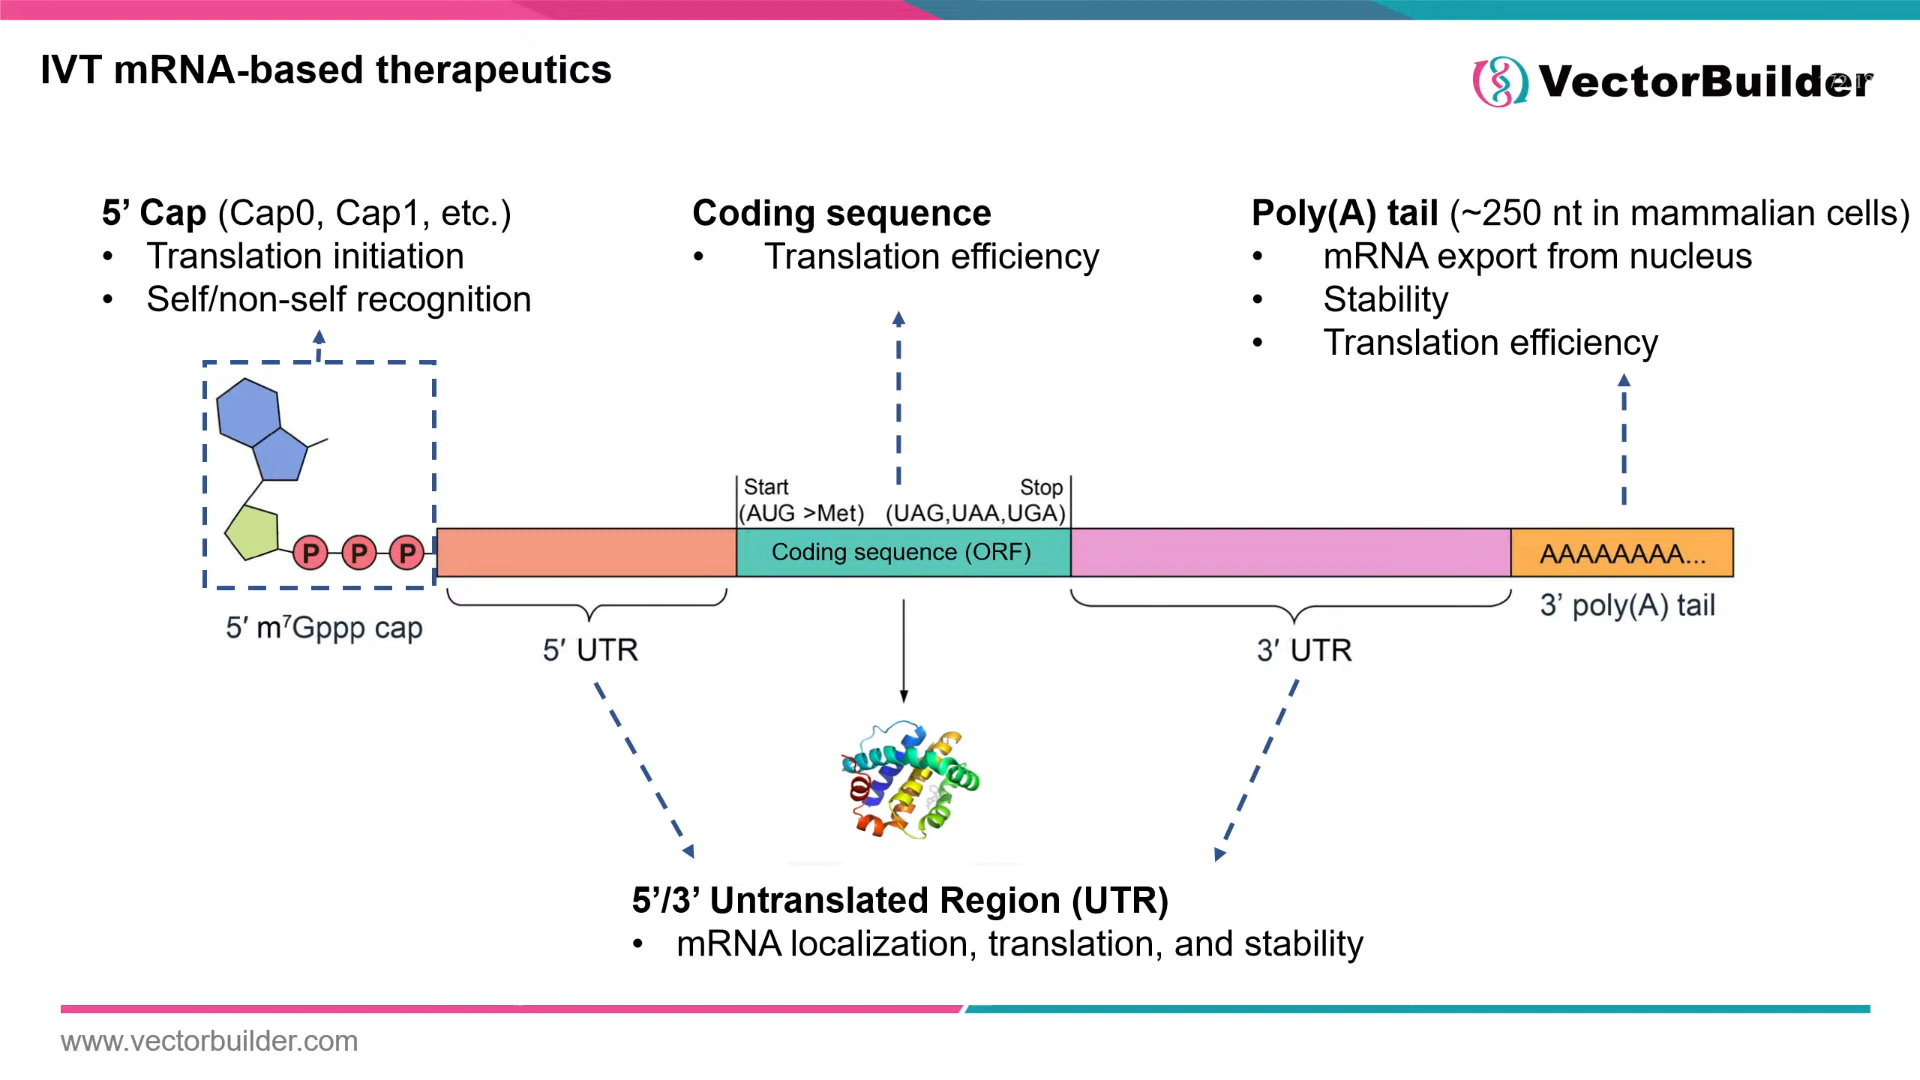 IVT mRNA-based therapeutics
VectorBuilder
5’ Cap (Cap0, Cap1, etc.)
• Translation initiation
• Self/non-self recognition
Coding sequence
• Translation efficiency
Poly(A) tail (~250 nt in mammalian cells)
• mRNA export from nucleus
• Stability
• Translation efficiency
Start
(AUG >Met)
Stop
(UAG,UAA,UGA)
P P P
Coding sequence (ORF)
AAAAAAAA...
5′ m⁷Gppp cap
5′ UTR
3′ UTR
3’ poly(A) tail
5’/3’ Untranslated Region (UTR)
• mRNA localization, translation, and stability
www.vectorbuilder.com